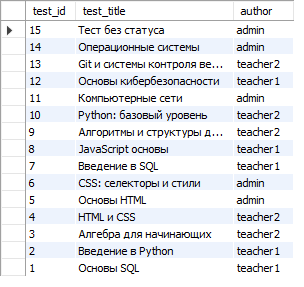 test_id test_title author
15 Тест без статуса admin
14 Операционные системы admin
13 Git и системы контроля ве... teacher2
12 Основы кибербезопасности teacher1
11 Компьютерные сети admin
10 Python: базовый уровень teacher2
9 Алгоритмы и структуры д... teacher2
8 JavaScript основы teacher1
7 Введение в SQL teacher1
6 CSS: селекторы и стили admin
5 Основы HTML admin
4 HTML и CSS teacher2
3 Алгебра для начинающих teacher2
2 Введение в Python teacher1
1 Основы SQL teacher1